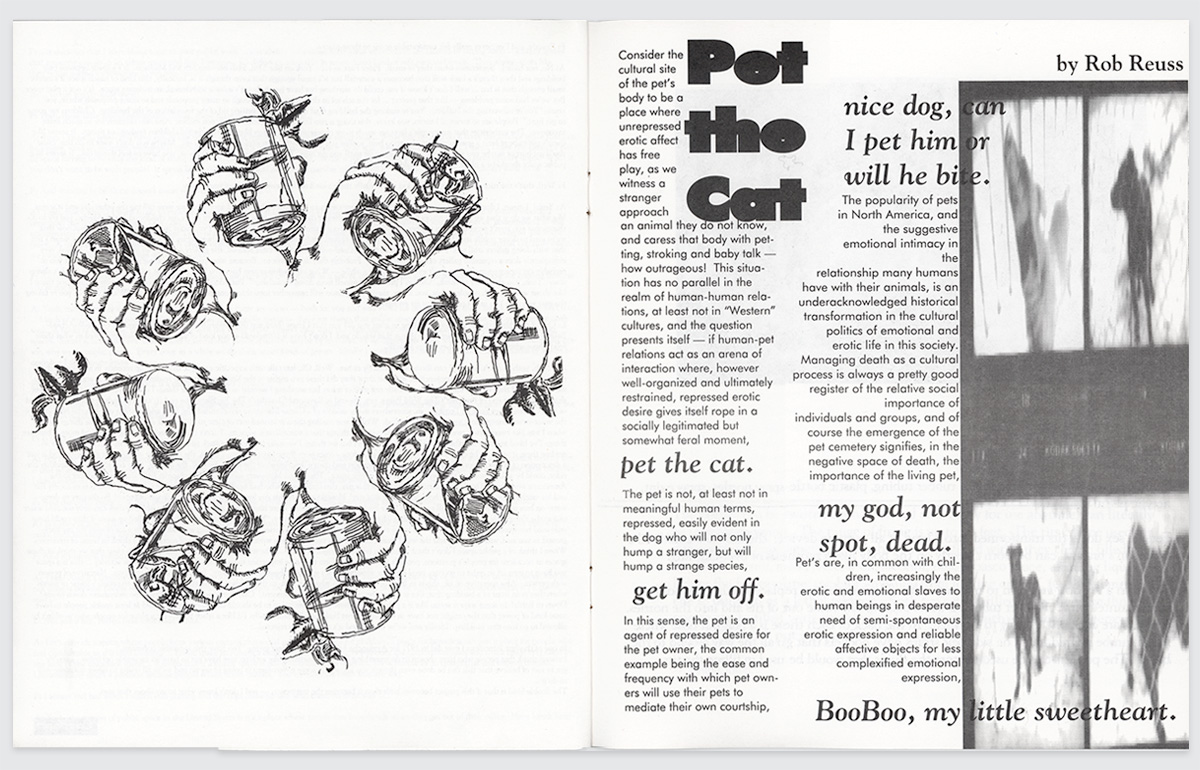 Pet
the
Cat
by Rob Reuss
Consider the
cultural site
of the pet's
body to be a
place where
unrepressed
erotic affect
has free
play, as we
witness a
stranger
approach
an animal they do not know,
and caress that body with pet-
ting, stroking and baby talk —
how outrageous! This situa-
tion has no parallel in the
realm of human-human rela-
tions, at least not in “Western”
cultures, and the question
presents itself — if human-pet
relations act as an arena of
interaction where, however
well-organized and ultimately
restrained, repressed erotic
desire gives itself rope in a
socially legitimated but
somewhat feral moment,
pet the cat.
The pet is not, at least not in
meaningful human terms,
repressed, easily evident in
the dog who will not only
hump a stranger, but will
hump a strange species,
get him off.
In this sense, the pet is an
agent of repressed desire for
the pet owner, the common
example being the ease and
frequency with which pet own-
ers will use their pets to
mediate their own courtship,
nice dog, can
I pet him or
will he bite.
The popularity of pets
in North America, and
the suggestive
emotional intimacy in
the
relationship many humans
have with their animals, is an
underacknowledged historical
transformation in the cultural
politics of emotional and
erotic life in this society.
Managing death as a cultural
process is always a pretty good
register of the relative social
importance of
individuals and groups, and of
course the emergence of the
pet cemetery signifies, in the
negative space of death, the
importance of the living pet,
my god, not
spot, dead.
Pet's are, in common with chil-
dren, increasingly the
erotic and emotional slaves to
human beings in desperate
need of semi-spontaneous
erotic expression and reliable
affective objects for less
complexified emotional
expression,
BooBoo, my little sweetheart.